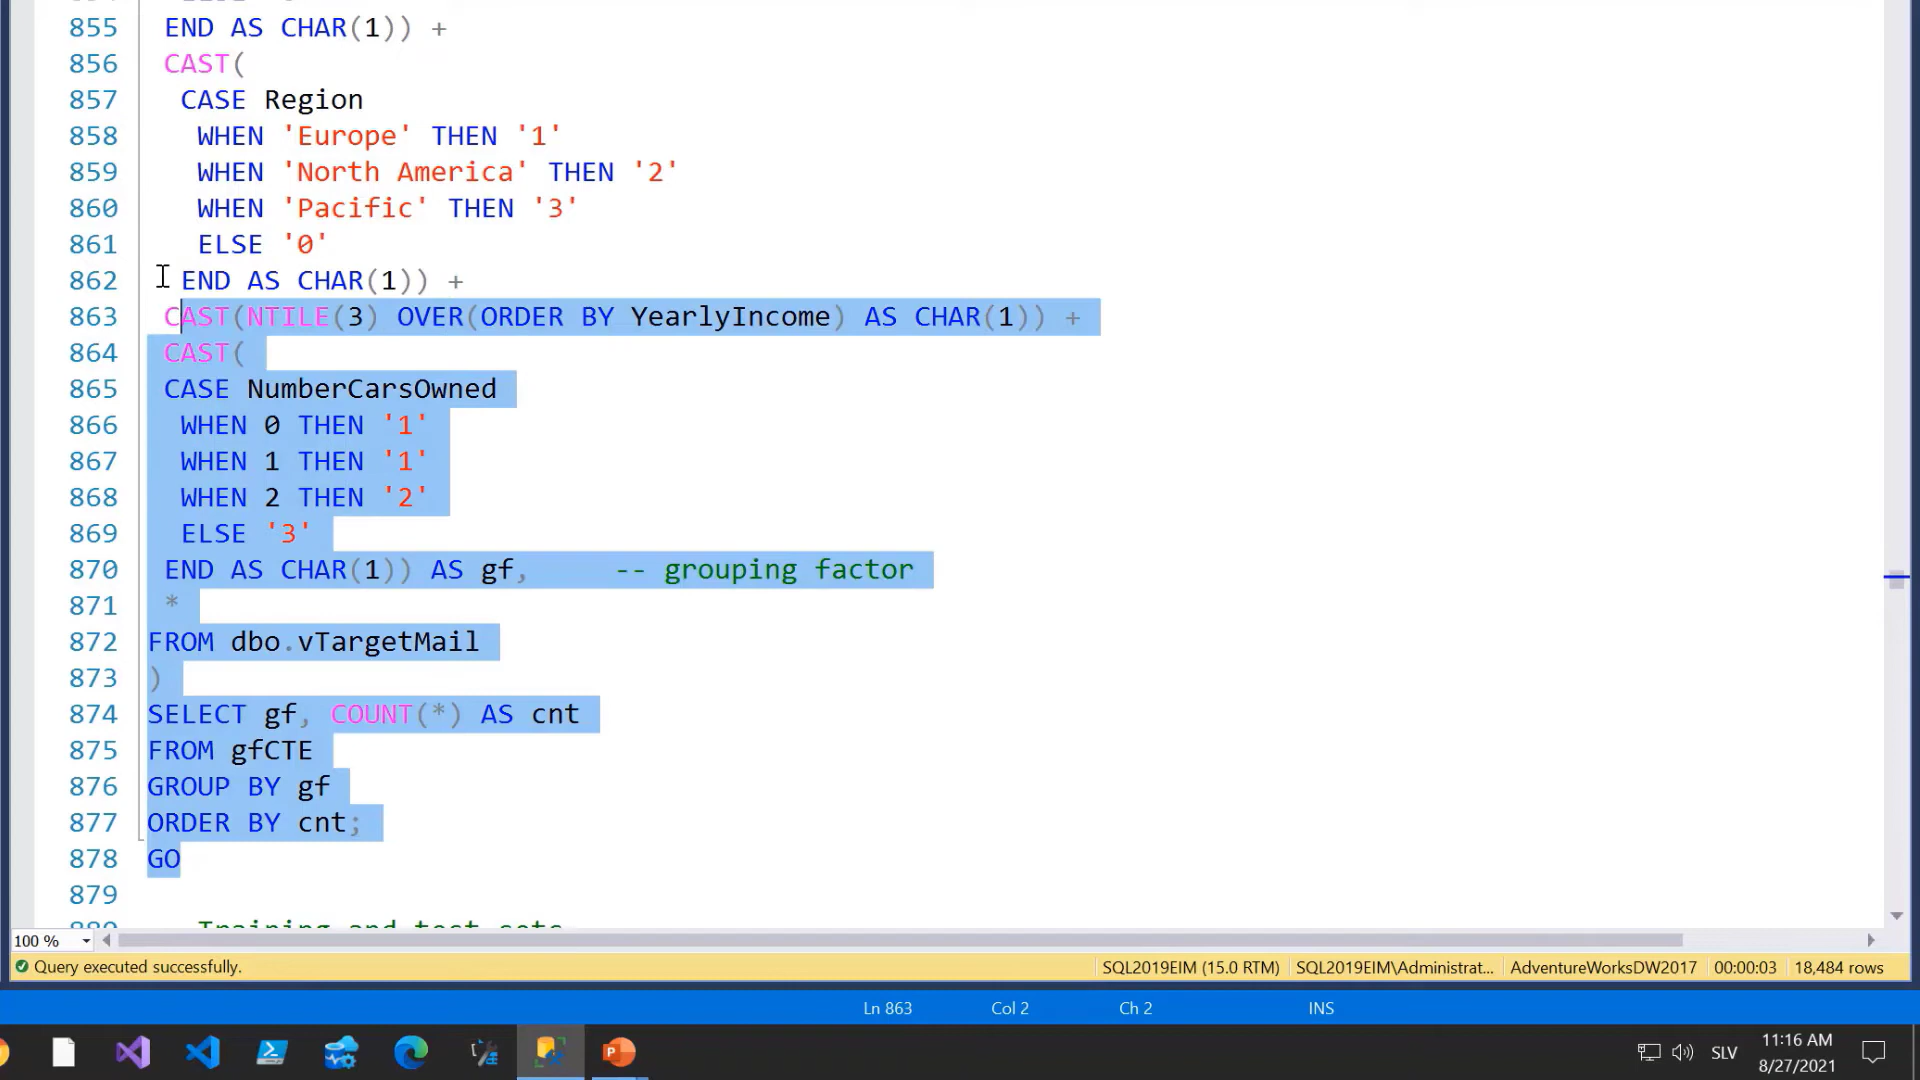 855 END AS CHAR(1)) +
856 CAST(
857 CASE Region
858 WHEN 'Europe' THEN '1'
859 WHEN 'North America' THEN '2'
860 WHEN 'Pacific' THEN '3'
861 ELSE '0'
862 END AS CHAR(1)) +
863 CAST(NTILE(3) OVER(ORDER BY YearlyIncome) AS CHAR(1)) +
864 CAST(
865 CASE NumberCarsOwned
866 WHEN 0 THEN '1'
867 WHEN 1 THEN '1'
868 WHEN 2 THEN '2'
869 ELSE '3'
870 END AS CHAR(1)) AS gf, -- grouping factor
871 *
872 FROM dbo.vTargetMail
873 )
874 SELECT gf, COUNT(*) AS cnt
875 FROM gfCTE
876 GROUP BY gf
877 ORDER BY cnt;
878 GO
879
880 Training and test sets
100 %
Query executed successfully. SQL2019EIM (15.0 RTM) SQL2019EIM\Administrat... AdventureWorksDW2017 00:00:03 18,484 rows
Ln 863 Col 2 Ch 2 INS
SLV 11:16 AM
8/27/2021